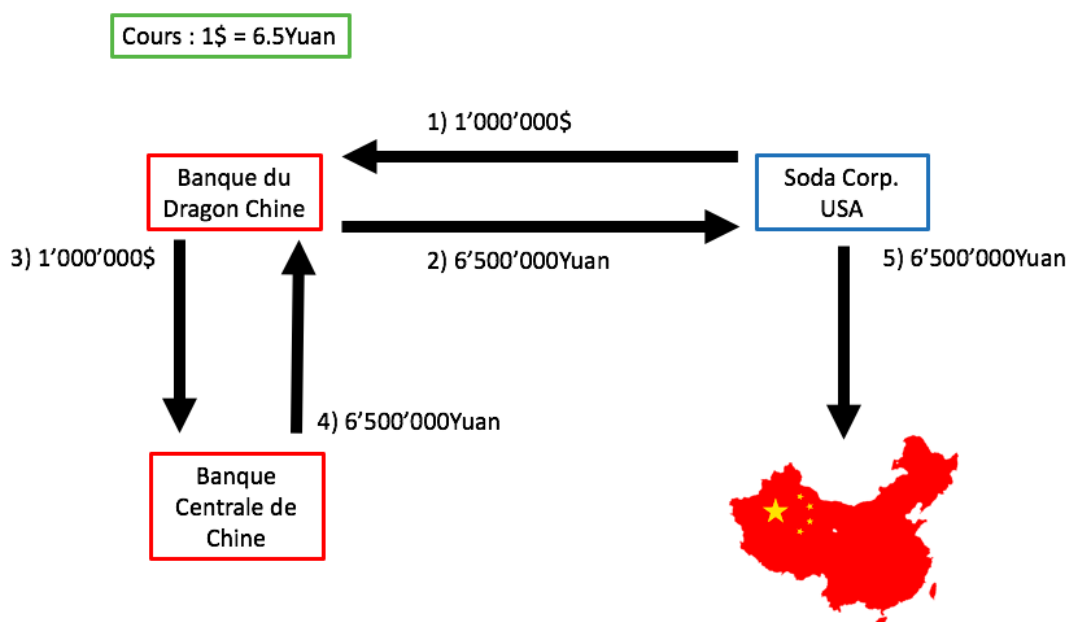 Cours : 1$ = 6.5Yuan
1) 1’000’000$
Banque du
Dragon Chine
Soda Corp.
USA
3) 1’000’000$
2) 6’500’000Yuan
5) 6’500’000Yuan
4) 6’500’000Yuan
Banque
Centrale de
Chine